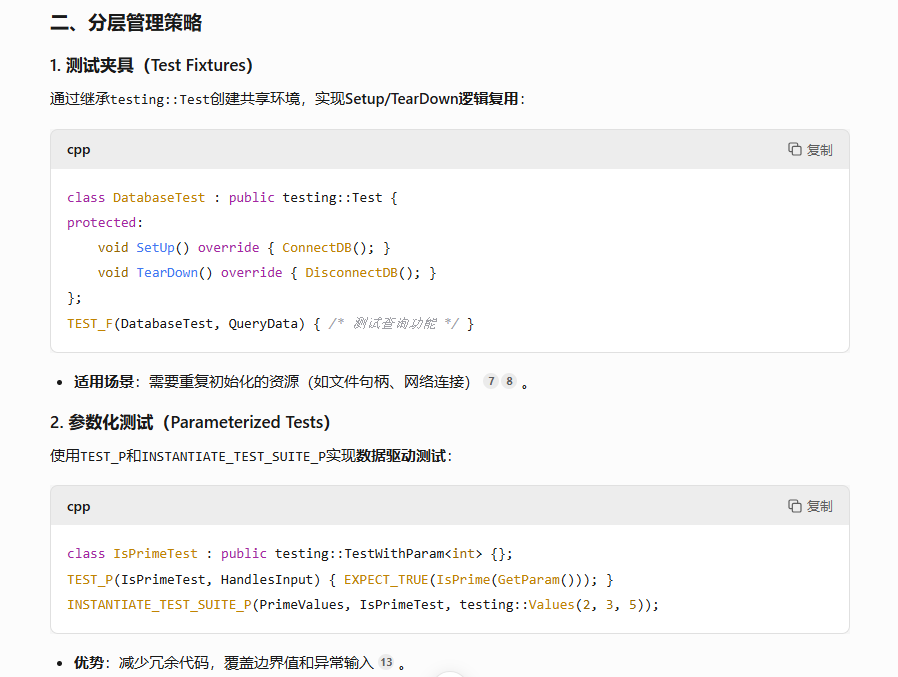 二、分层管理策略
1. 测试夹具（Test Fixtures）
通过继承testing::Test创建共享环境，实现Setup/TearDown逻辑复用：
cpp 复制
class DatabaseTest : public testing::Test {
protected:
    void SetUp() override { ConnectDB(); }
    void TearDown() override { DisconnectDB(); }
};
TEST_F(DatabaseTest, QueryData) { /* 测试查询功能 */ }
• 适用场景：需要重复初始化的资源（如文件句柄、网络连接） 7 8 。
2. 参数化测试（Parameterized Tests）
使用TEST_P和INSTANTIATE_TEST_SUITE_P实现数据驱动测试：
cpp 复制
class IsPrimeTest : public testing::TestWithParam<int> {};
TEST_P(IsPrimeTest, HandlesInput) { EXPECT_TRUE(IsPrime(GetParam())); }
INSTANTIATE_TEST_SUITE_P(PrimeValues, IsPrimeTest, testing::Values(2, 3, 5));
• 优势：减少冗余代码，覆盖边界值和异常输入 13 。